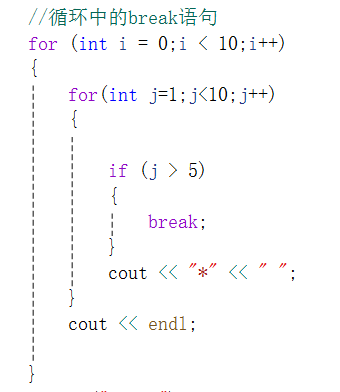 //循环中的break语句
for (int i = 0;i < 10;i++)
{
for(int j=1;j<10;j++)
{
if (j > 5)
{
break;
}
cout << "*" << " ";
}
cout << endl;
}